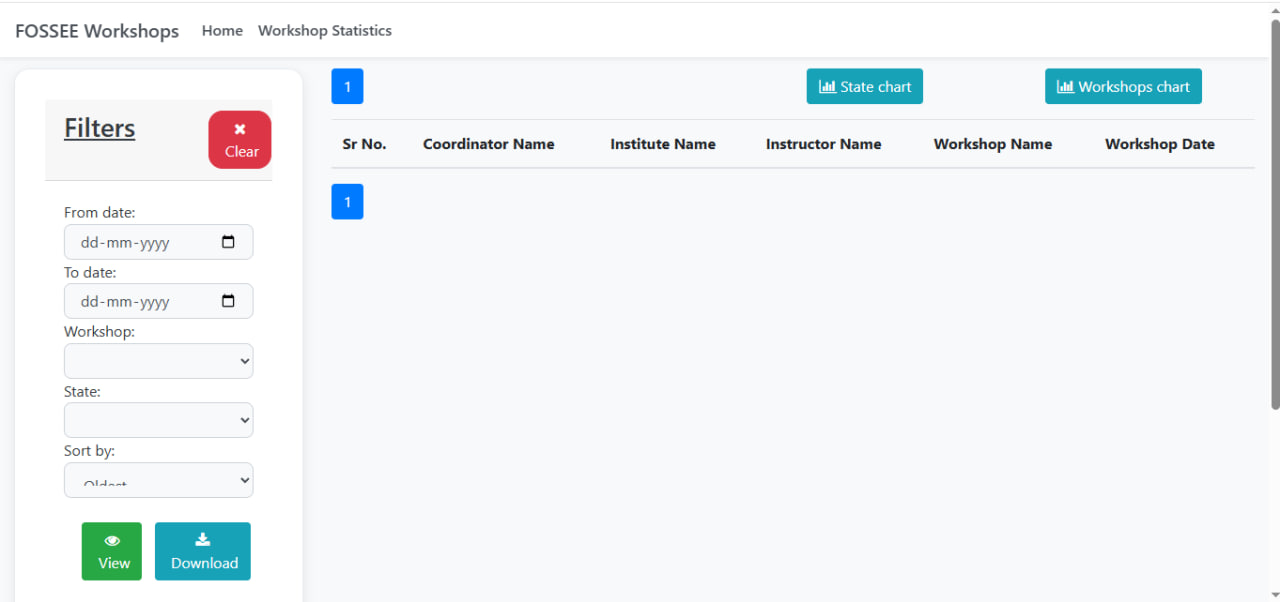 FOSSEE Workshops Home Workshop Statistics
Filters
Clear
From date:
dd-mm-yyyy
To date:
dd-mm-yyyy
Workshop:
State:
Sort by:
Oldest
View Download
1 State chart Workshops chart
Sr No. Coordinator Name Institute Name Instructor Name Workshop Name Workshop Date
1